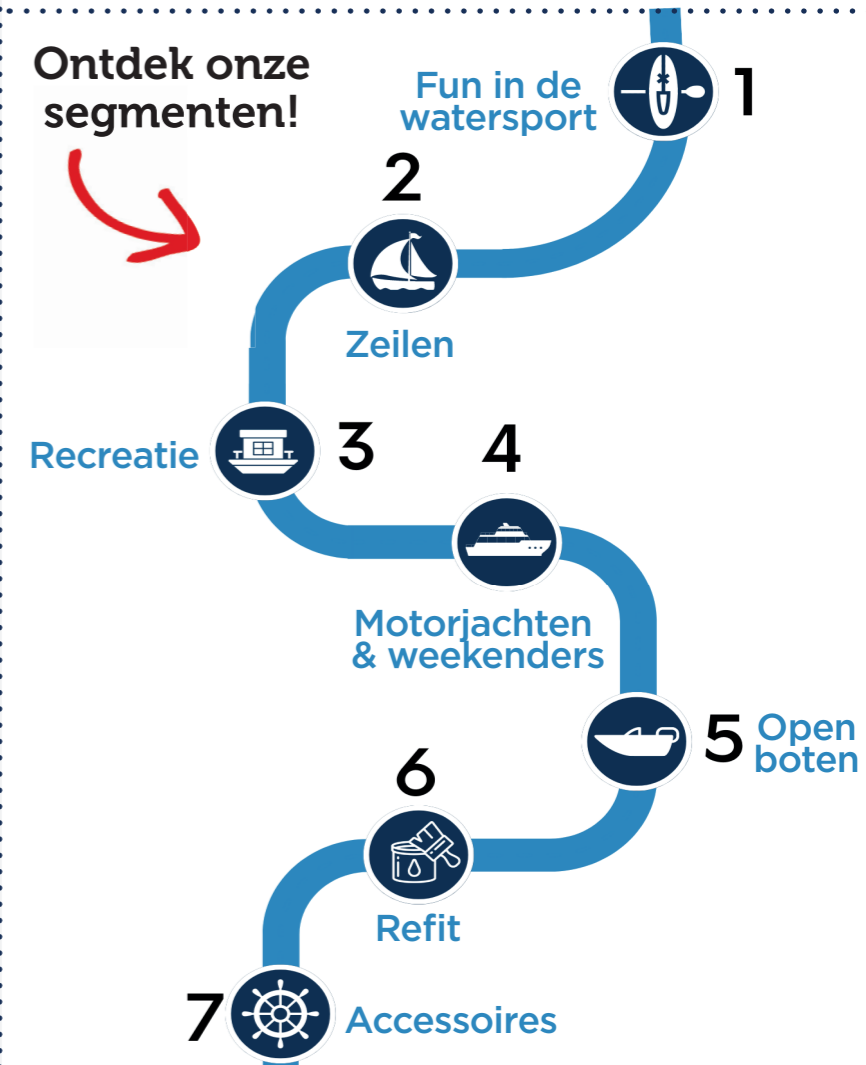 Ontdek onze
segmenten!
Fun in de
watersport
1
2
Zeilen
Recreatie
3
4
Motorjachten
& weekenders
5
Open
boten
6
Refit
7
Accessoires